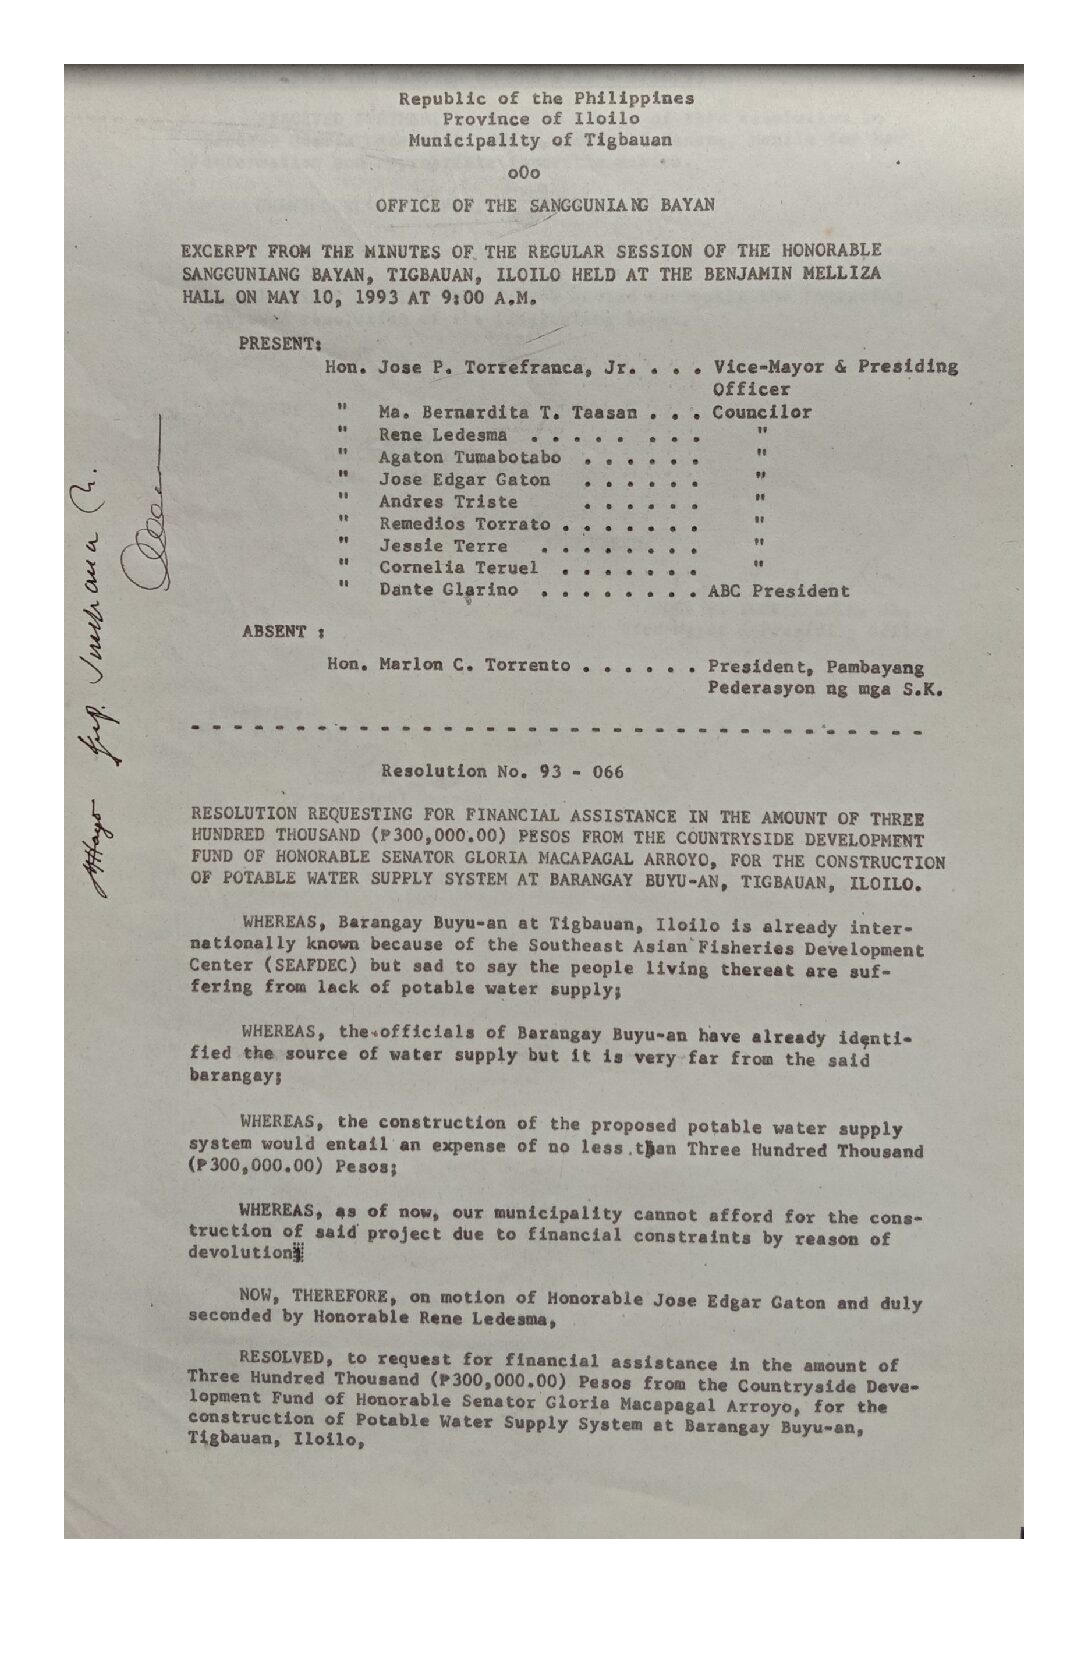 Republic of the Philippines
Province of Iloilo
Municipality of Tigbauan
oOo
OFFICE OF THE SANGGUNIANG BAYAN
EXCERPT FROM THE MINUTES OF THE REGULAR SESSION OF THE HONORABLE
SANGGUNIANG BAYAN, TIGBAUAN, ILOILO HELD AT THE BENJAMIN MELLIZA
HALL ON MAY 10, 1993 AT 9:00 A.M.
PRESENT:
Hon. Jose P. Torrefranca, Jr. . . . Vice-Mayor & Presiding
Officer
" Ma. Bernardita T. Taasan . . . Councilor
" Rene Ledesma . . . . . . . . "
" Agaton Tumabotabo . . . . . . "
" Jose Edgar Gaton . . . . . . "
" Andres Triste . . . . . . "
" Remedios Torrato . . . . . . . "
" Jessie Terre . . . . . . . . "
" Cornelia Teruel . . . . . . . "
" Dante Glarino . . . . . . . . ABC President
ABSENT :
Hon. Marlon C. Torrento . . . . . . President, Pambayang
Pederasyon ng mga S.K.
- - - - - - - - - - - - - - - - - - - - - - - - - - - - - - - - - - -
Resolution No. 93 - 066
RESOLUTION REQUESTING FOR FINANCIAL ASSISTANCE IN THE AMOUNT OF THREE
HUNDRED THOUSAND (₱300,000.00) PESOS FROM THE COUNTRYSIDE DEVELOPMENT
FUND OF HONORABLE SENATOR GLORIA MACAPAGAL ARROYO, FOR THE CONSTRUCTION
OF POTABLE WATER SUPPLY SYSTEM AT BARANGAY BUYU-AN, TIGBAUAN, ILOILO.
WHEREAS, Barangay Buyu-an at Tigbauan, Iloilo is already inter-
nationally known because of the Southeast Asian Fisheries Development
Center (SEAFDEC) but sad to say the people living thereat are suf-
fering from lack of potable water supply;
WHEREAS, the officials of Barangay Buyu-an have already identi-
fied the source of water supply but it is very far from the said
barangay;
WHEREAS, the construction of the proposed potable water supply
system would entail an expense of no less than Three Hundred Thousand
(₱300,000.00) Pesos;
WHEREAS, as of now, our municipality cannot afford for the cons-
truction of said project due to financial constraints by reason of
devolution;
NOW, THEREFORE, on motion of Honorable Jose Edgar Gaton and duly
seconded by Honorable Rene Ledesma,
RESOLVED, to request for financial assistance in the amount of
Three Hundred Thousand (₱300,000.00) Pesos from the Countryside Deve-
lopment Fund of Honorable Senator Gloria Macapagal Arroyo, for the
construction of Potable Water Supply System at Barangay Buyu-an,
Tigbauan, Iloilo,